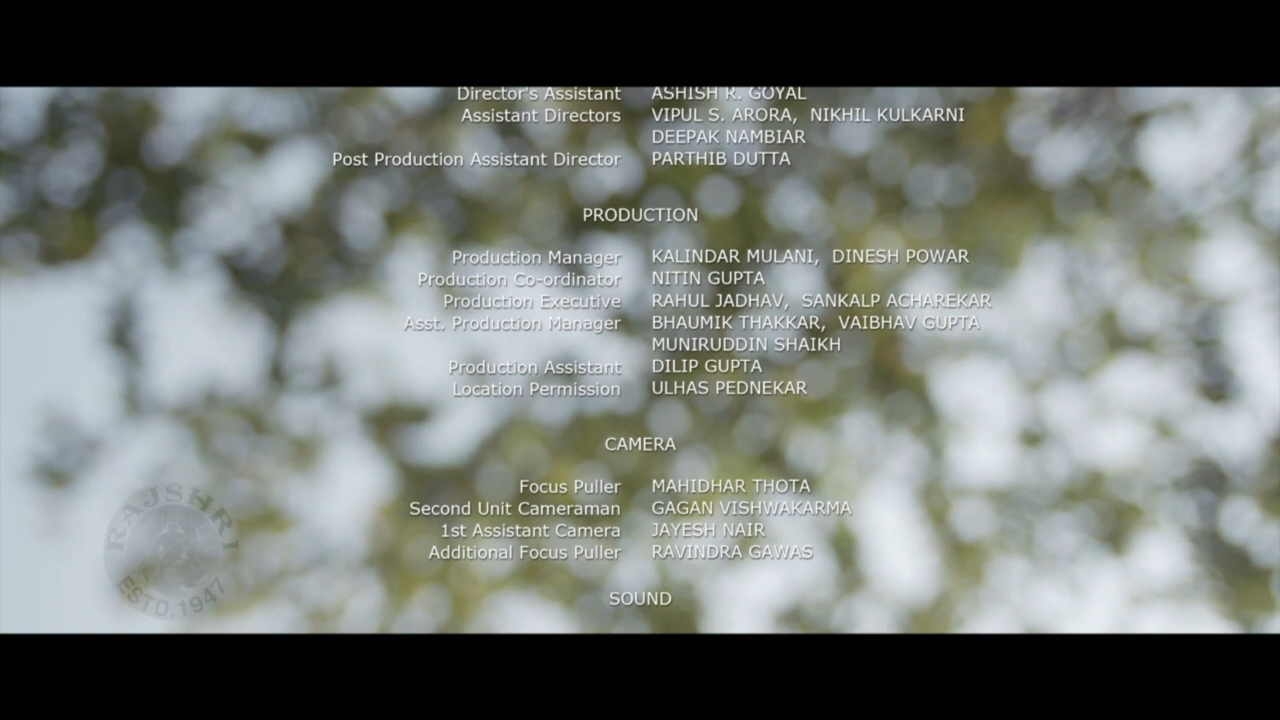 Director's Assistant ASHISH R. GOYAL
Assistant Directors VIPUL S. ARORA, NIKHIL KULKARNI
DEEPAK NAMBIAR
Post Production Assistant Director PARTHIB DUTTA
PRODUCTION
Production Manager KALINDAR MULANI, DINESH POWAR
Production Co-ordinator NITIN GUPTA
Production Executive RAHUL JADHAV, SANKALP ACHAREKAR
Asst. Production Manager BHAUMIK THAKKAR, VAIBHAV GUPTA
MUNIRUDDIN SHAIKH
Production Assistant DILIP GUPTA
Location Permission ULHAS PEDNEKAR
CAMERA
Focus Puller MAHIDHAR THOTA
Second Unit Cameraman GAGAN VISHWAKARMA
1st Assistant Camera JAYESH NAIR
Additional Focus Puller RAVINDRA GAWAS
SOUND
RAJSHRI
ESTD.1947